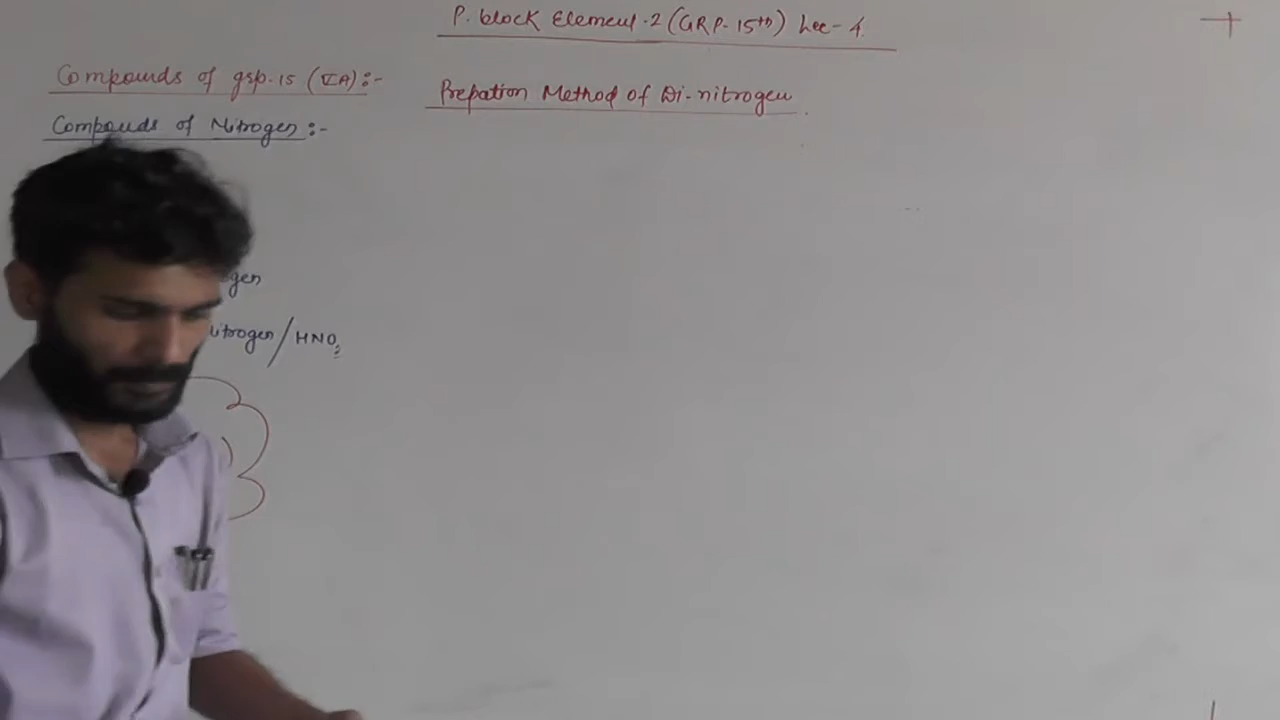 P. block Element-2 (GRP-15th) Lec-4.
Compounds of grp-15 (VA):-
Prepation Method of Di-nitrogen
Compouds of Nitrogen:-
gen
itrogen/HNO3